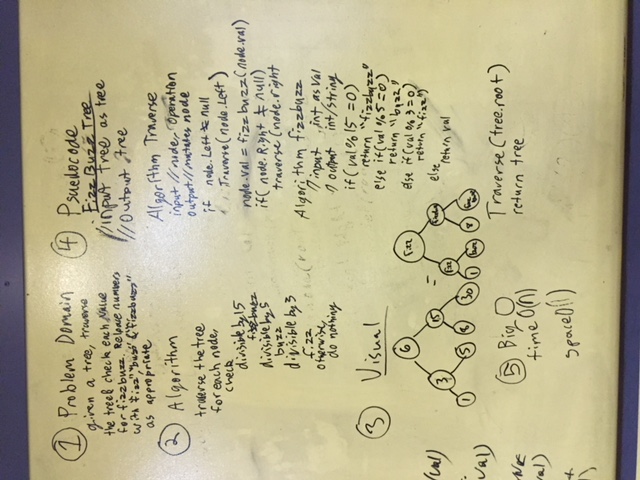 1 Problem Domain
given a tree, traverse
the tree & check each value
for fizzbuzz. Replace numbers
with "fizz", "buzz" & "fizzbuzz"
as appropriate
2 Algorithm
traverse the tree
for each node,
check
divisible by 15
fizzbuzz
divisible by 5
buzz
divisible by 3
fizz
otherwise,
do nothing
3 Visual
6
3 15
1 5 8 30
=
fizz
fizz fizzbuzz
1 buzz 8 fizzbuzz
5 Big O
time O(n)
space O(1)
4 Psuedocode
Fizz Buzz Tree
// input tree as tree
// output tree
Algorithm Traverse
input // node, operation
output // mutates node
if node.Left ≠ null
Traverse(node.Left)
node.val = fizzbuzz(node.val)
if( node.Right ≠ null)
traverse (node.right
Algorithm fizzbuzz
input int as val
output int/string
if (val % 15 = 0)
return "fizzbuzz"
else if (val % 5 = 0)
return "buzz"
else if (val % 3 = 0)
return "fizz"
else
return val
Traverse (tree.root)
return tree
val)
val)
val)